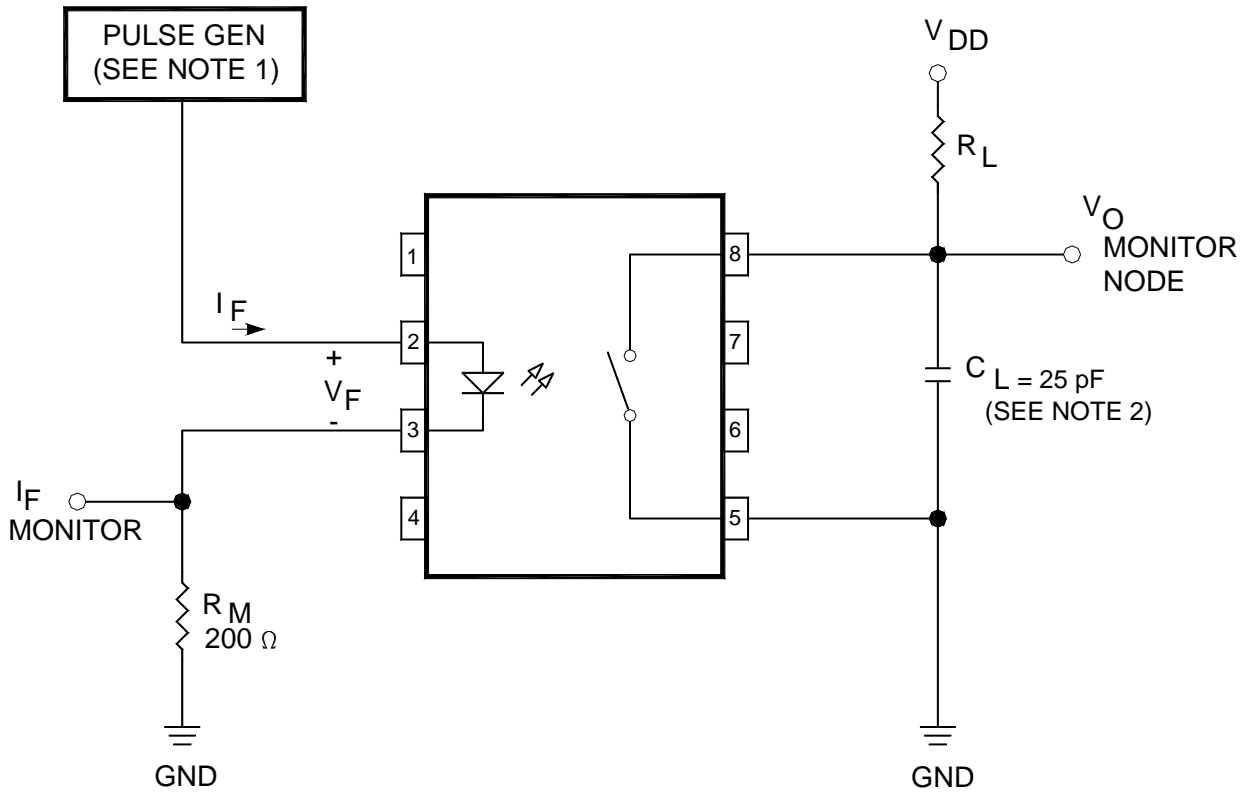 PULSE GEN
(SEE NOTE 1)
V DD
R L
V O
MONITOR
NODE
1
8
I F
2
7
+
V F
-
C L = 25 pF
(SEE NOTE 2)
3
6
I F
MONITOR
4
5
R M
200 Ω
GND
GND